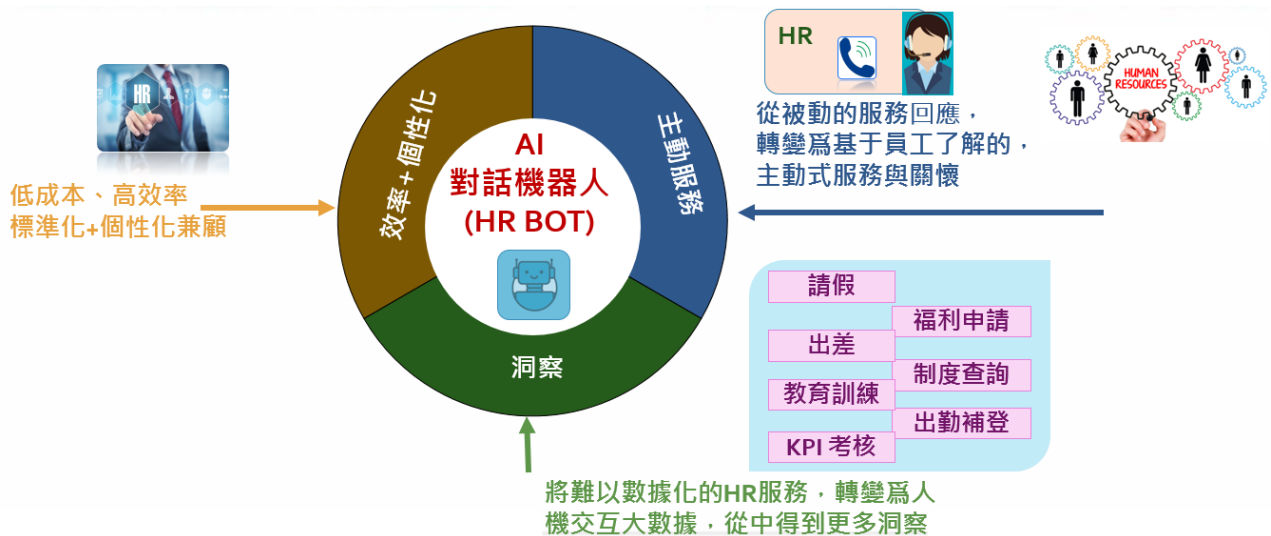 HR
HR
HUMAN
RESOURCES
從被動的服務回應，
轉變爲基于員工了解的，
主動式服務與關懷
低成本、高效率
標準化+個性化兼顧
效率+個性化
主動服務
洞察
AI
對話機器人
(HR BOT)
請假
福利申請
出差
制度查詢
教育訓練
出勤補登
KPI 考核
將難以數據化的HR服務，轉變爲人
機交互大數據，從中得到更多洞察